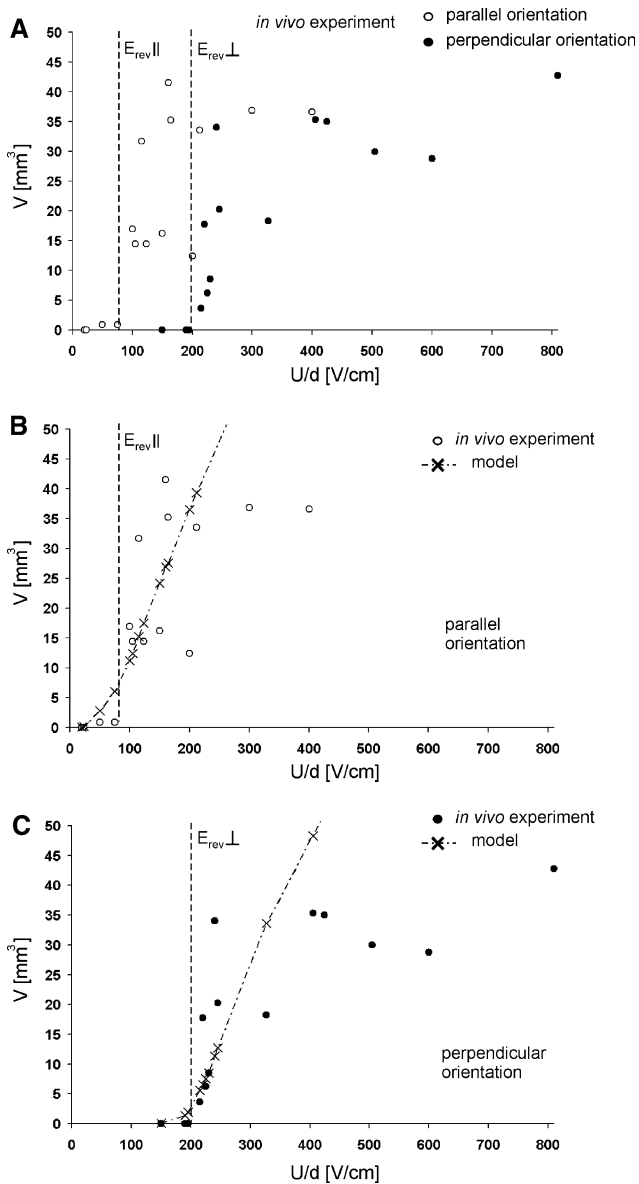 A
in vivo experiment
parallel orientation
perpendicular orientation
E_rev||
E_rev⊥
V [mm³]
50
45
40
35
30
25
20
15
10
5
0
0 100 200 300 400 500 600 700 800
U/d [V/cm]
B
E_rev||
in vivo experiment
model
V [mm³]
50
45
40
35
30
25
20
15
10
5
0
parallel
orientation
0 100 200 300 400 500 600 700 800
U/d [V/cm]
C
E_rev⊥
in vivo experiment
model
V [mm³]
50
45
40
35
30
25
20
15
10
5
0
perpendicular
orientation
0 100 200 300 400 500 600 700 800
U/d [V/cm]